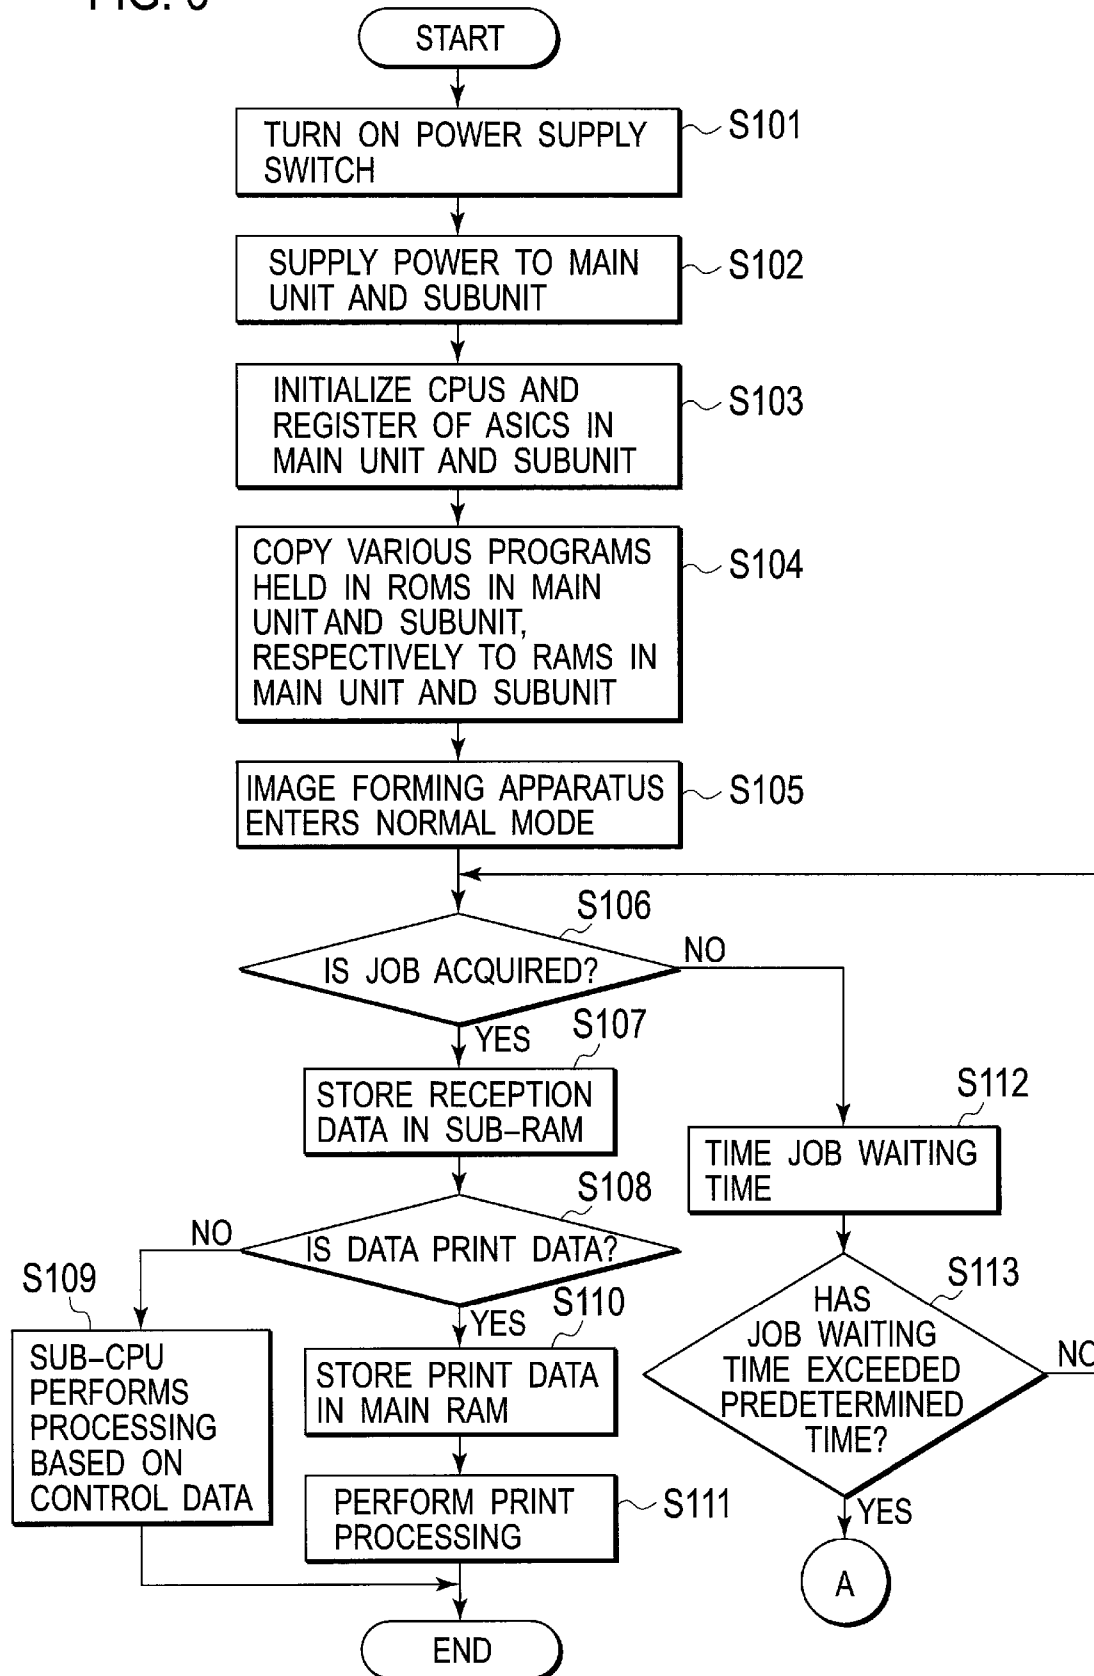 START
TURN ON POWER SUPPLY
SWITCH
S101
SUPPLY POWER TO MAIN
UNIT AND SUBUNIT
S102
INITIALIZE CPUS AND
REGISTER OF ASICS IN
MAIN UNIT AND SUBUNIT
S103
COPY VARIOUS PROGRAMS
HELD IN ROMS IN MAIN
UNIT AND SUBUNIT,
RESPECTIVELY TO RAMS IN
MAIN UNIT AND SUBUNIT
S104
IMAGE FORMING APPARATUS
ENTERS NORMAL MODE
S105
S106
IS JOB ACQUIRED?
NO
YES
S107
STORE RECEPTION
DATA IN SUB-RAM
S112
TIME JOB WAITING
TIME
S108
IS DATA PRINT DATA?
NO
YES
S109
SUB-CPU
PERFORMS
PROCESSING
BASED ON
CONTROL DATA
S110
STORE PRINT DATA
IN MAIN RAM
S111
PERFORM PRINT
PROCESSING
S113
HAS
JOB WAITING
TIME EXCEEDED
PREDETERMINED
TIME?
NO
YES
A
END